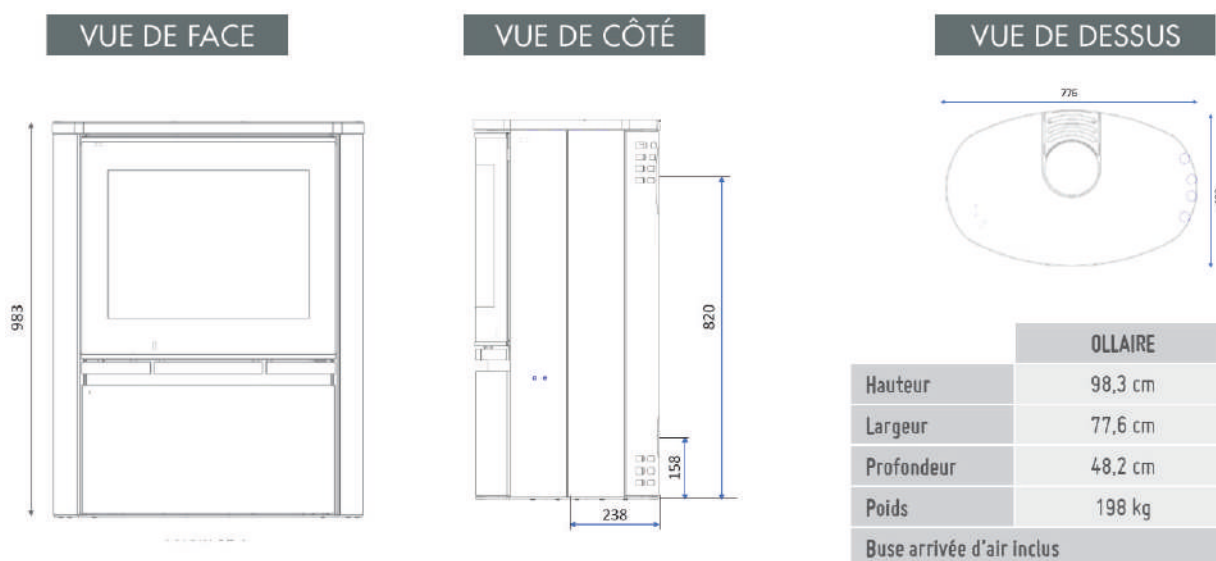 VUE DE FACE
VUE DE CÔTÉ
VUE DE DESSUS
776
983
820
158
238
OLLAIRE
Hauteur 98,3 cm
Largeur 77,6 cm
Profondeur 48,2 cm
Poids 198 kg
Buse arrivée d'air inclus